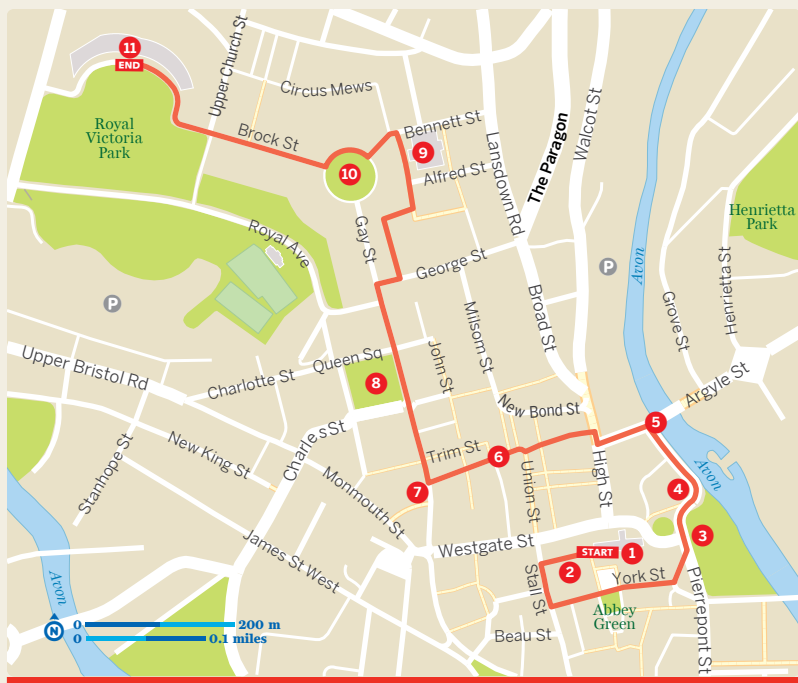 11
END
Royal
Victoria
Park
Upper Church St
Circus Mews
Brock St
10
Bennett St
9
Alfred St
Lansdown Rd
The Paragon
Walcot St
Henrietta
Park
Avon
Gay St
Royal Ave
George St
P
P
Milsom St
Broad St
Grove St
Henrietta St
Upper Bristol Rd
Charlotte St
Queen Sq
8
John St
New Bond St
Argyle St
5
Stanhope St
New King St
Charles St
Monmouth St
Trim St
6
7
Union St
High St
Avon
4
3
James St West
Westgate St
START
1
2
York St
Stall St
Abbey
Green
Beau St
Pierrepont St
Avon
N
0 200 m
0 0.1 miles